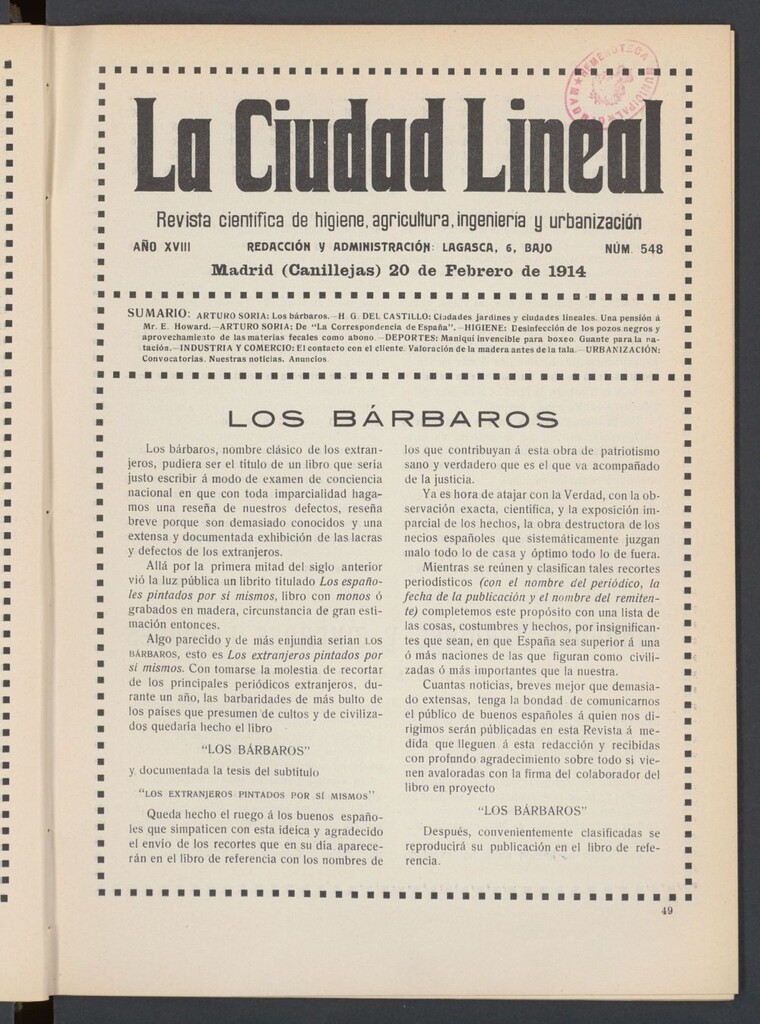 HEMEROTECA MUNICIPAL
MADRID
La Ciudad Lineal
Revista científica de higiene, agricultura, ingeniería y urbanización
AÑO XVIII REDACCIÓN Y ADMINISTRACIÓN: LAGASCA, 6, BAJO NÚM. 548
Madrid (Canillejas) 20 de Febrero de 1914
SUMARIO: ARTURO SORIA: Los bárbaros.—H. G. DEL CASTILLO: Ciudades jardines y ciudades lineales. Una pensión á
Mr. E. Howard.—ARTURO SORIA: De "La Correspondencia de España".—HIGIENE: Desinfección de los pozos negros y
aprovechamiento de las materias fecales como abono.—DEPORTES: Maniquí invencible para boxeo. Guante para la na-
tación.—INDUSTRIA Y COMERCIO: El contacto con el cliente. Valoración de la madera antes de la tala.—URBANIZACIÓN:
Convocatorias. Nuestras noticias. Anuncios.
LOS BÁRBAROS
Los bárbaros, nombre clásico de los extran-
jeros, pudiera ser el titulo de un libro que seria
justo escribir á modo de examen de conciencia
nacional en que con toda imparcialidad haga-
mos una reseña de nuestros defectos, reseña
breve porque son demasiado conocidos y una
extensa y documentada exhibición de las lacras
y defectos de los extranjeros.
Allá por la primera mitad del siglo anterior
vió la luz pública un librito titulado Los españo-
les pintados por si mismos, libro con monos ó
grabados en madera, circunstancia de gran esti-
mación entonces.
Algo parecido y de más enjundia serian LOS
BÁRBAROS, esto es Los extranjeros pintados por
si mismos. Con tomarse la molestia de recortar
de los principales periódicos extranjeros, du-
rante un año, las barbaridades de más bulto de
los paises que presumen de cultos y de civiliza-
dos quedaría hecho el libro
"LOS BÁRBAROS"
y documentada la tesis del subtitulo
"LOS EXTRANJEROS PINTADOS POR SÍ MISMOS"
Queda hecho el ruego á los buenos españo-
les que simpaticen con esta ideica y agradecido
el envio de los recortes que en su día aparece-
rán en el libro de referencia con los nombres de
los que contribuyan á esta obra de patriotismo
sano y verdadero que es el que va acompañado
de la justicia.
Ya es hora de atajar con la Verdad, con la ob-
servación exacta, científica, y la exposición im-
parcial de los hechos, la obra destructora de los
necios españoles que sistemáticamente juzgan
malo todo lo de casa y óptimo todo lo de fuera.
Mientras se reúnen y clasifican tales recortes
periodísticos (con el nombre del periódico, la
fecha de la publicación y el nombre del remiten-
te) completemos este propósito con una lista de
las cosas, costumbres y hechos, por insignifican-
tes que sean, en que España sea superior á una
ó más naciones de las que figuran como civili-
zadas ó más importantes que la nuestra.
Cuantas noticias, breves mejor que demasia-
do extensas, tenga la bondad de comunicarnos
el público de buenos españoles á quien nos di-
rigimos serán publicadas en esta Revista á me-
dida que lleguen á esta redacción y recibidas
con profundo agradecimiento sobre todo si vie-
nen avaloradas con la firma del colaborador del
libro en proyecto
"LOS BÁRBAROS"
Después, convenientemente clasificadas se
reproducirá su publicación en el libro de refe-
rencia.
49